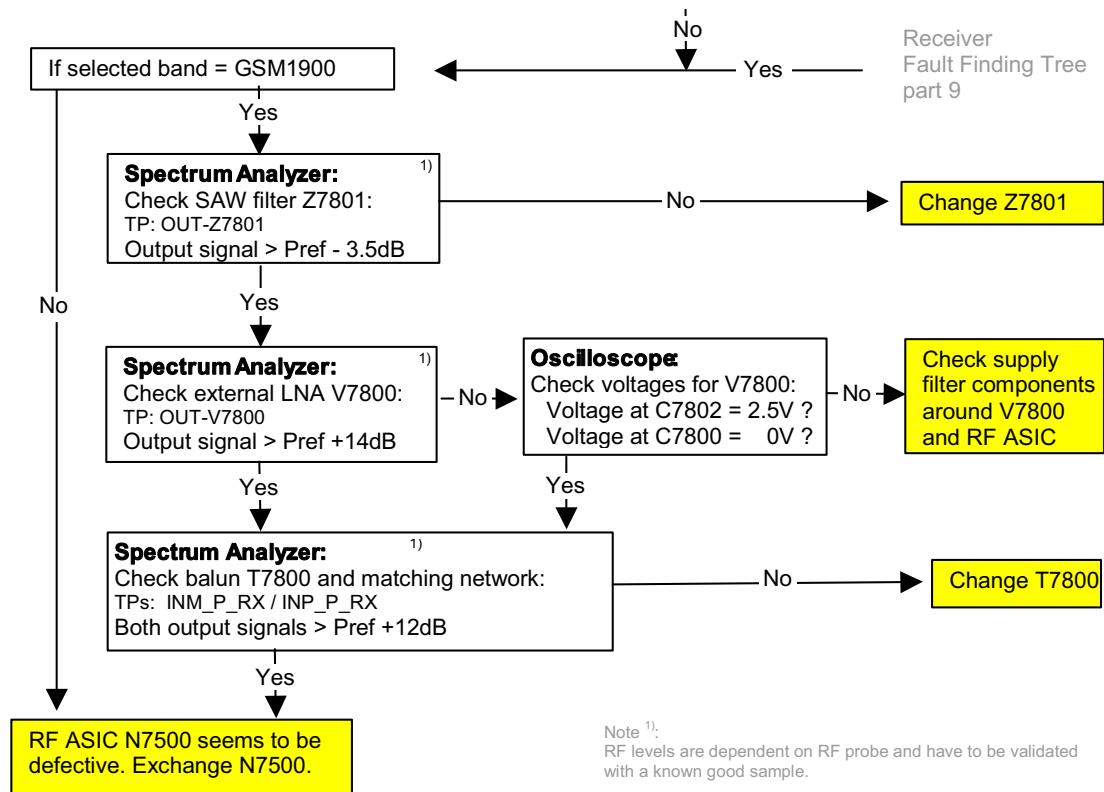 No
Yes
Receiver
Fault Finding Tree
part 9
If selected band = GSM1900
Yes
Spectrum Analyzer: 1)
Check SAW filter Z7801:
TP: OUT-Z7801
Output signal > Pref - 3.5dB
No
Change Z7801
No
Yes
Spectrum Analyzer: 1)
Check external LNA V7800:
TP: OUT-V7800
Output signal > Pref +14dB
No
Oscilloscope:
Check voltages for V7800:
Voltage at C7802 = 2.5V ?
Voltage at C7800 = 0V ?
No
Check supply
filter components
around V7800
and RF ASIC
Yes
Yes
Spectrum Analyzer: 1)
Check balun T7800 and matching network:
TPs: INM_P_RX / INP_P_RX
Both output signals > Pref +12dB
No
Change T7800
Yes
RF ASIC N7500 seems to be
defective. Exchange N7500.
Note 1):
RF levels are dependent on RF probe and have to be validated
with a known good sample.